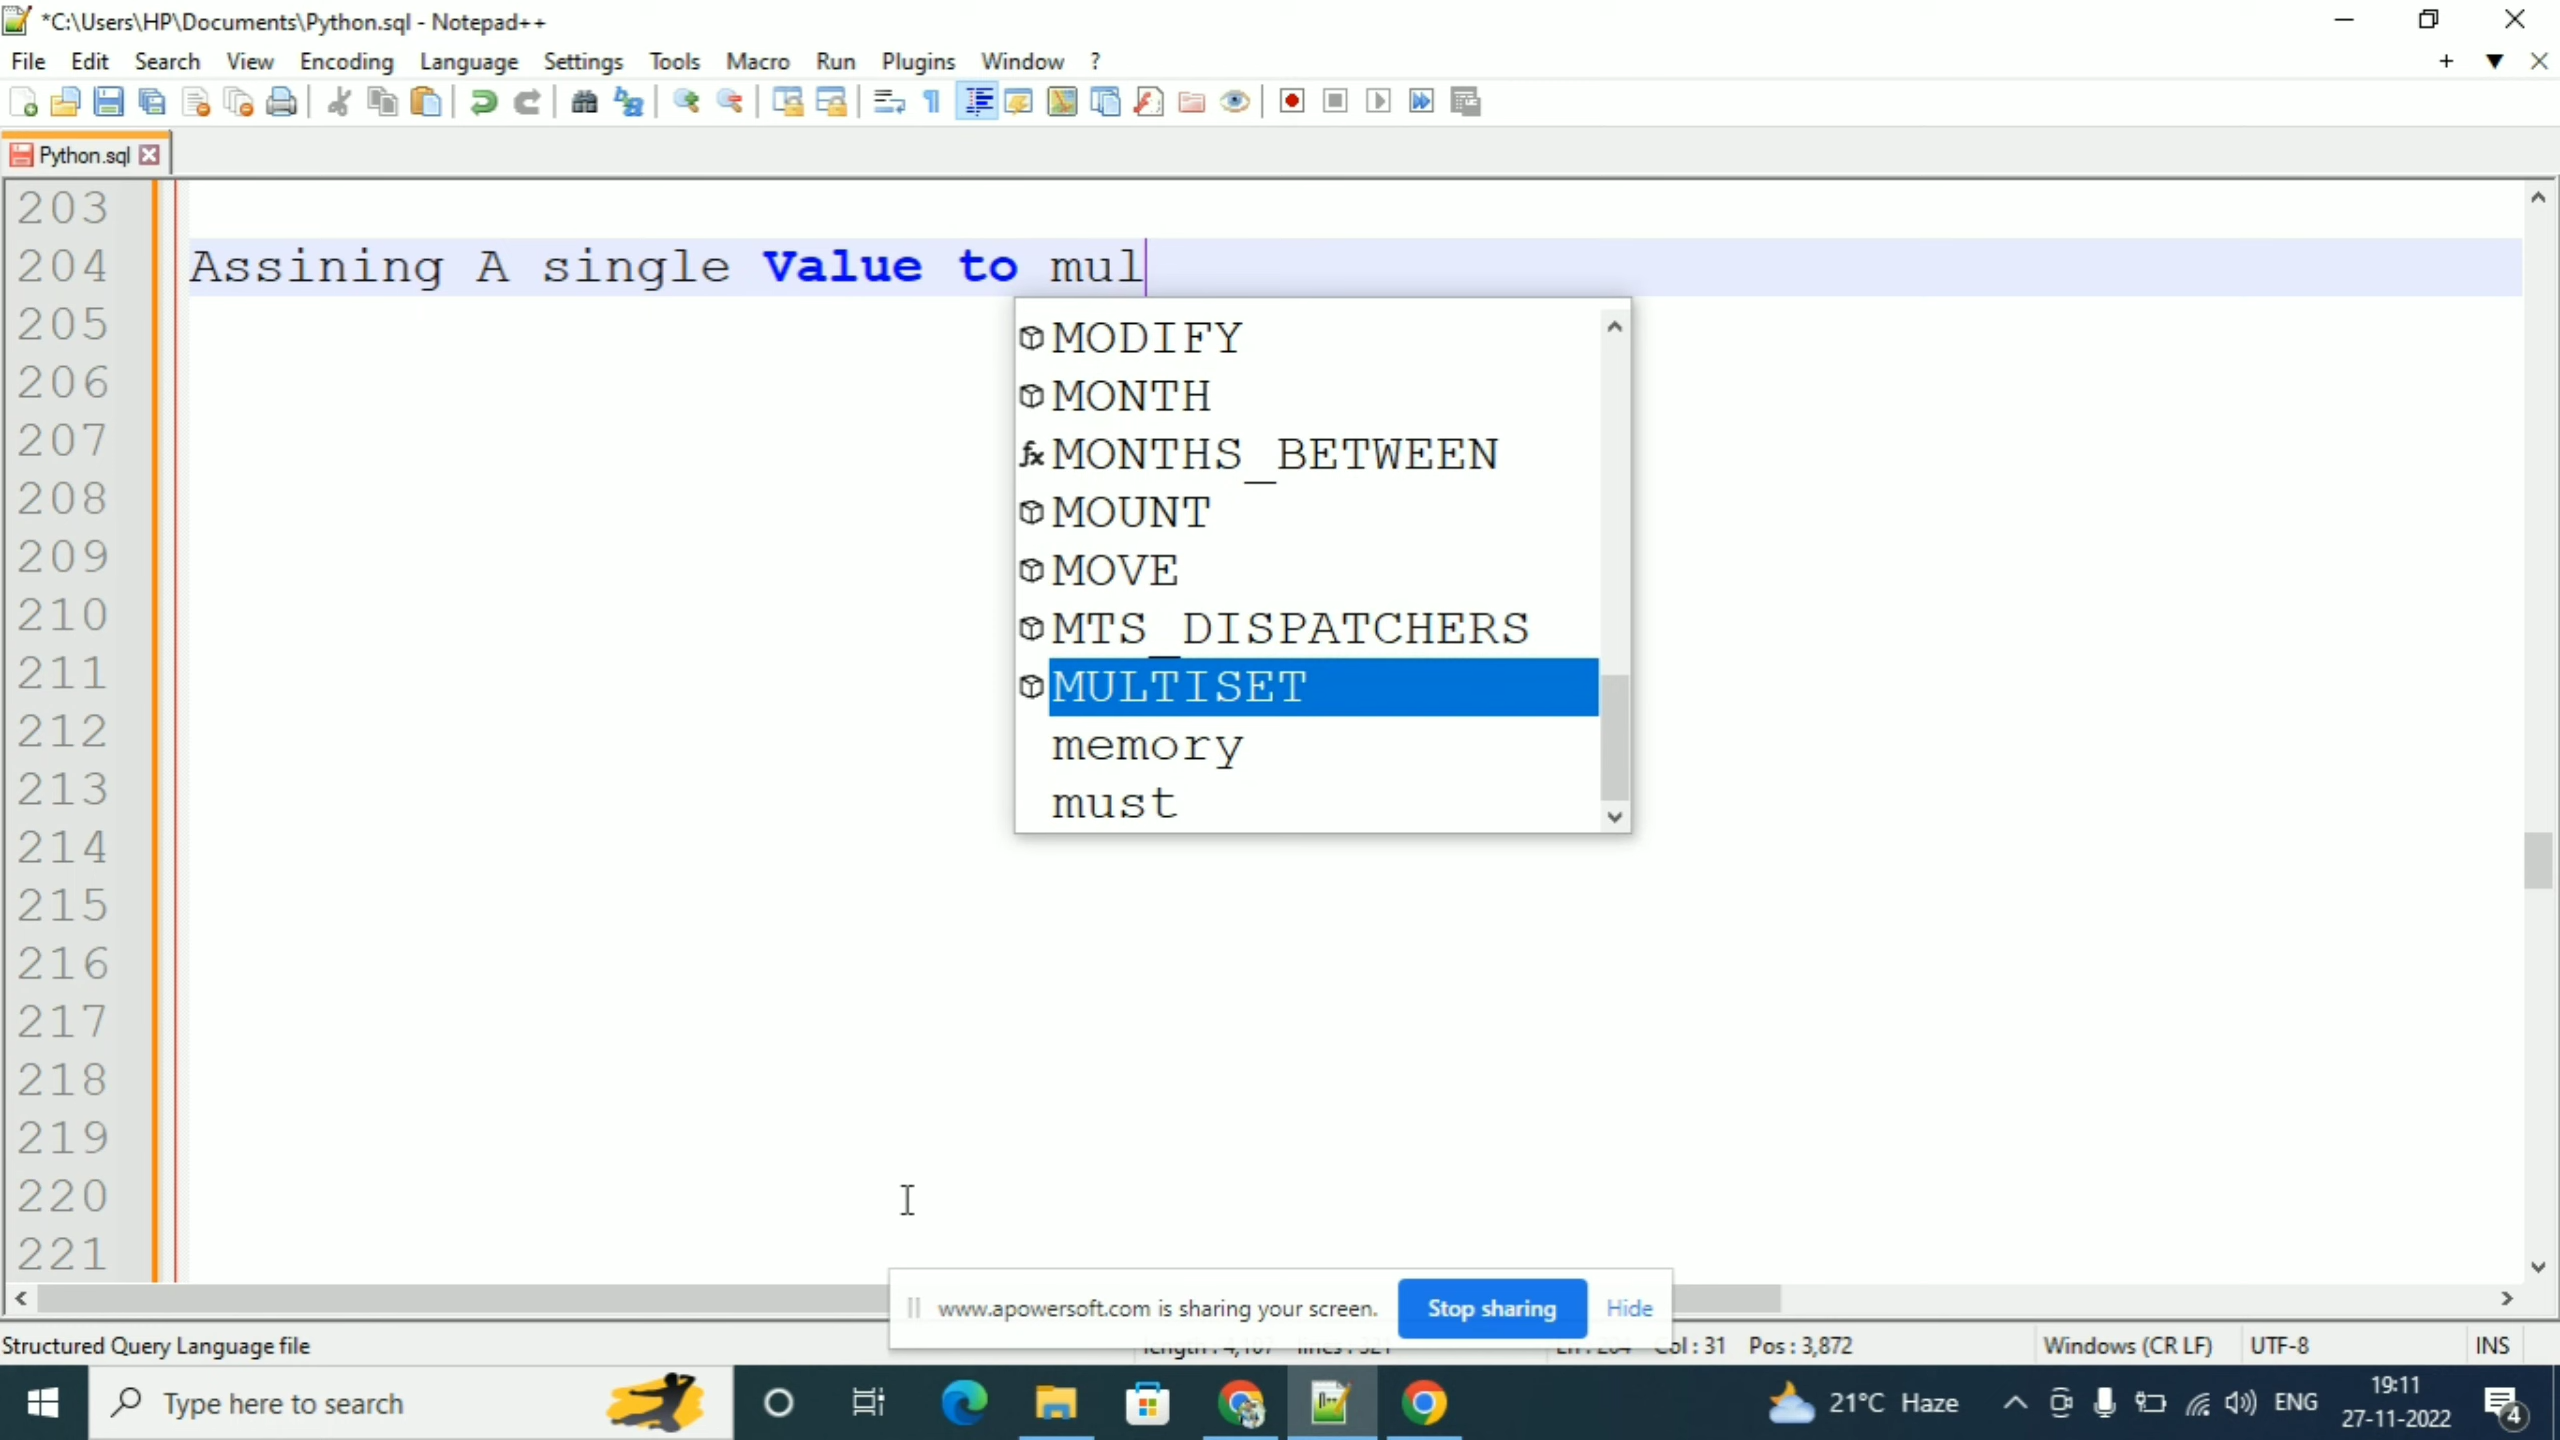 *C:\Users\HP\Documents\Python.sql - Notepad++
File Edit Search View Encoding Language Settings Tools Macro Run Plugins Window ?
Python.sql
203
204 Assining A single Value to mul
205
MODIFY
206
MONTH
207
MONTHS_BETWEEN
208
MOUNT
209
MOVE
210
MTS_DISPATCHERS
211
MULTISET
212
memory
213
must
214
215
216
217
218
219
220
221
www.apowersoft.com is sharing your screen. Stop sharing Hide
Structured Query Language file Col : 31 Pos : 3,872 Windows (CR LF) UTF-8 INS
Type here to search
21°C Haze ENG 19:11
27-11-2022
4